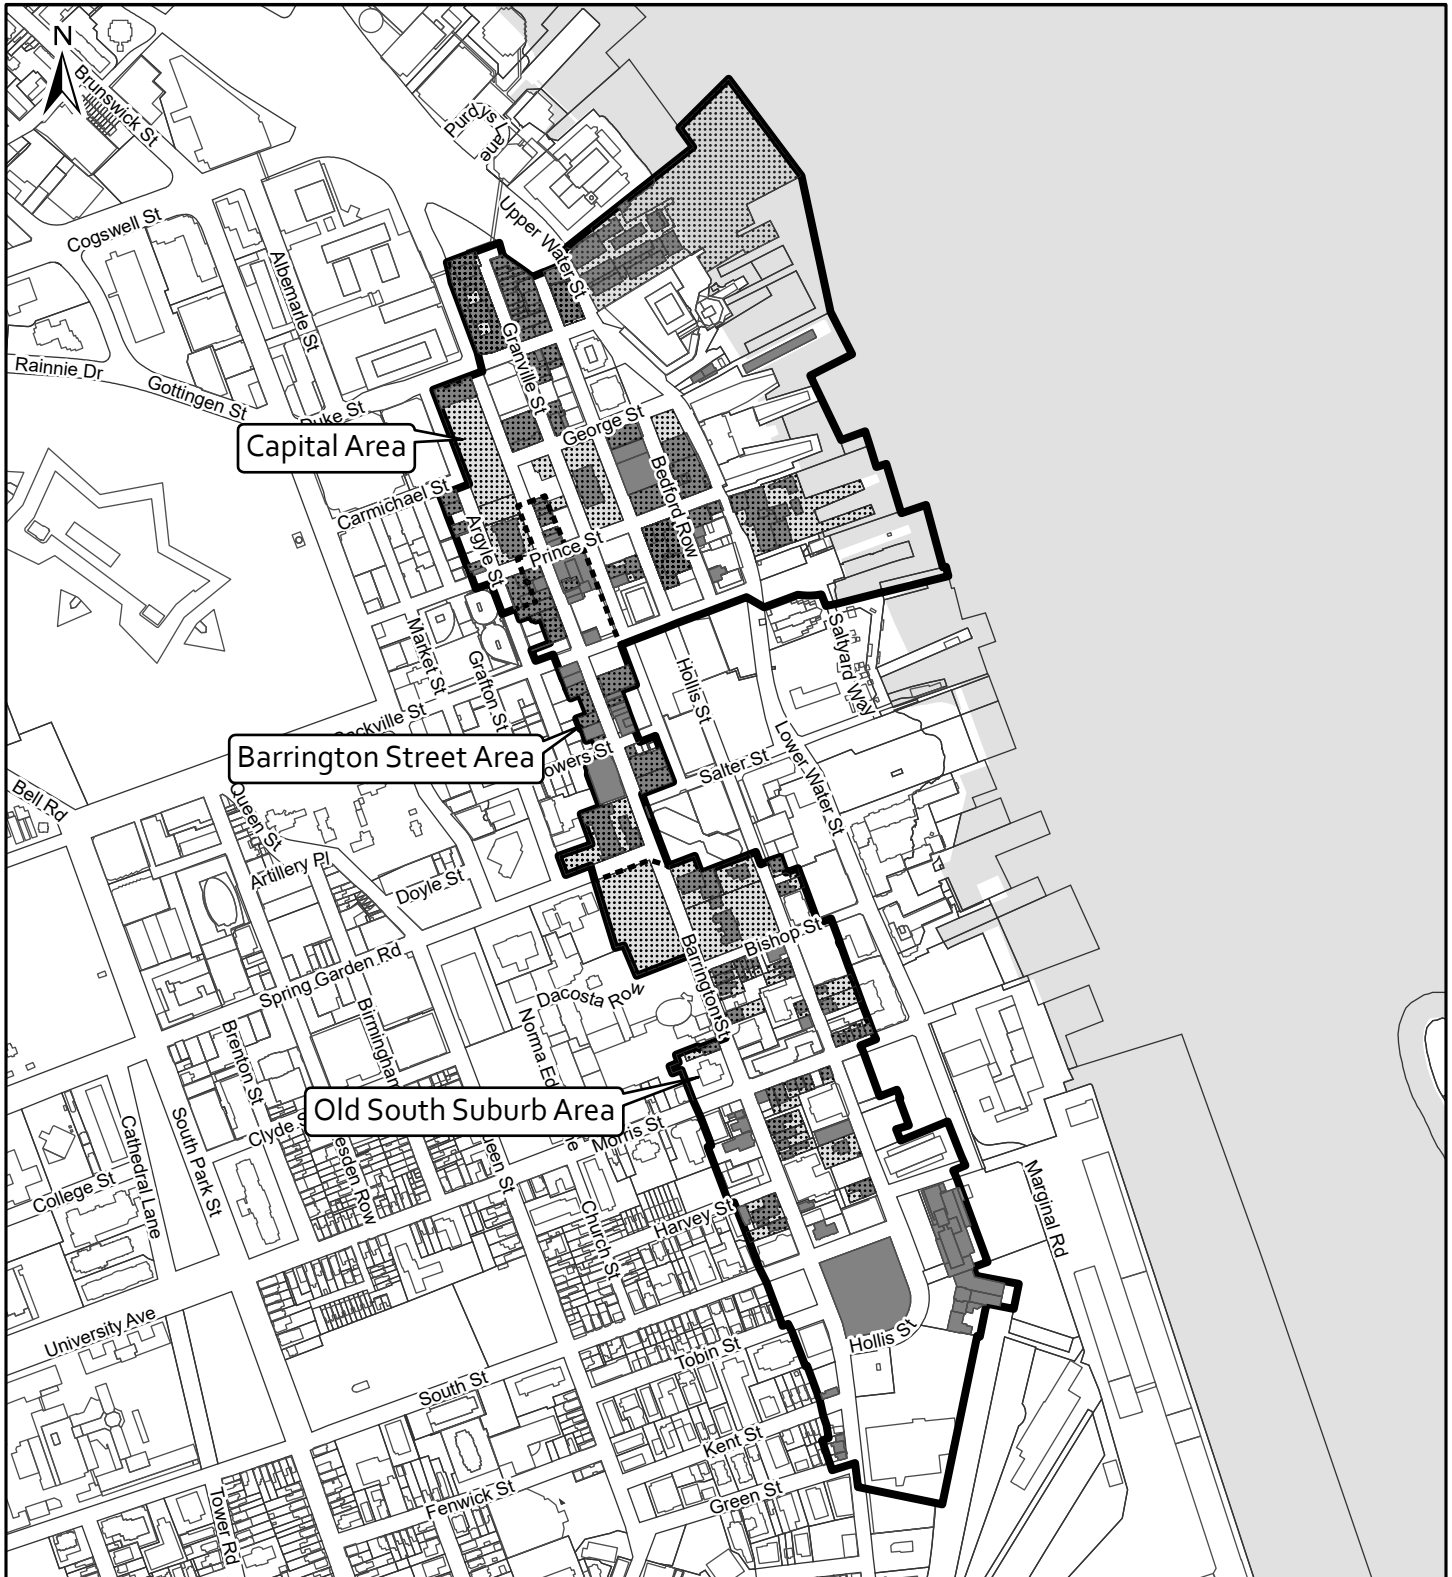 N
Brunswick St
Purdys Lane
Cogswell St
Upper Water St
Albemarle St
Rainnie Dr
Gottingen St
Granville St
Duke St
George St
Capital Area
Bedford Row
Carmichael St
Argyle St
Prince St
Market St
Grafton St
Hollis St
Saltyard Way
Sackville St
Barrington Street Area
Lower Water St
Salter St
Bell Rd
Queen St
Artillery Pl
Doyle St
Spring Garden Rd
Barrington St
Bishop St
Dacosta Row
Birmingham
Brenton St
Old South Suburb Area
Clyde
Morris St
College St
Cathedral Lane
South Park St
Church St
Harvey St
Marginal Rd
University Ave
Tobin St
Hollis St
South St
Kent St
Fenwick St
Green St
Tower Rd